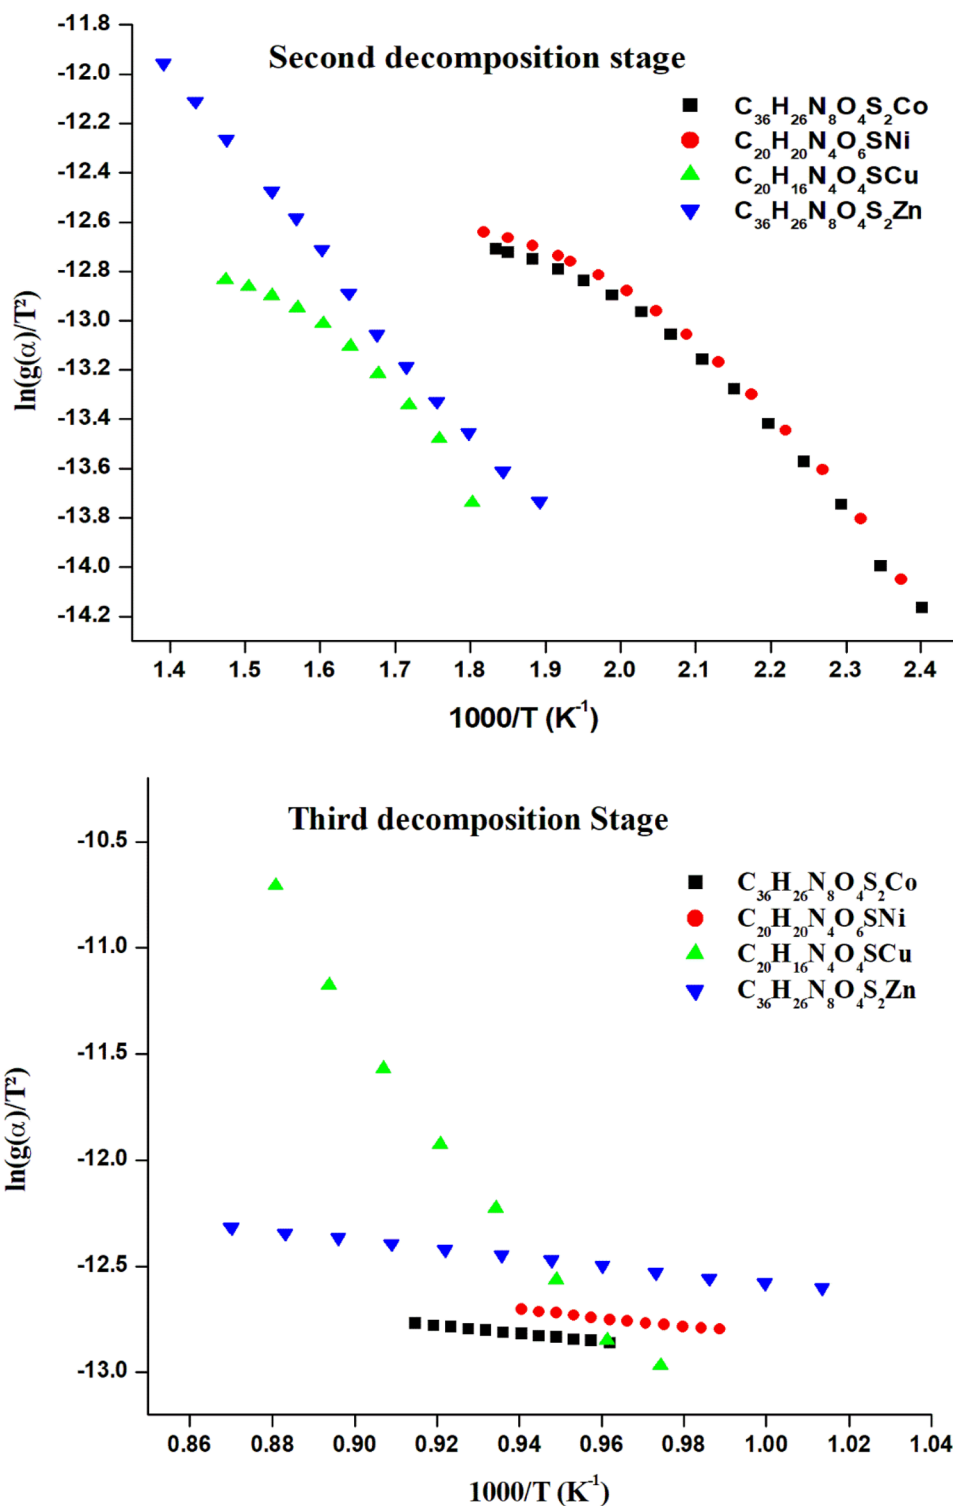 Second decomposition stage
-11.8
-12.0
-12.2
-12.4
-12.6
-12.8
-13.0
-13.2
-13.4
-13.6
-13.8
-14.0
-14.2
ln(g(α)/T²)
C₃₆H₂₆N₈O₄S₂Co
C₂₀H₂₀N₄O₆SNi
C₂₀H₁₆N₄O₄SCu
C₃₆H₂₆N₈O₄S₂Zn
1.4 1.5 1.6 1.7 1.8 1.9 2.0 2.1 2.2 2.3 2.4
1000/T (K⁻¹)
Third decomposition Stage
-10.5
-11.0
-11.5
-12.0
-12.5
-13.0
ln(g(α)/T²)
C₃₆H₂₆N₈O₄S₂Co
C₂₀H₂₀N₄O₆SNi
C₂₀H₁₆N₄O₄SCu
C₃₆H₂₆N₈O₄S₂Zn
0.86 0.88 0.90 0.92 0.94 0.96 0.98 1.00 1.02 1.04
1000/T (K⁻¹)